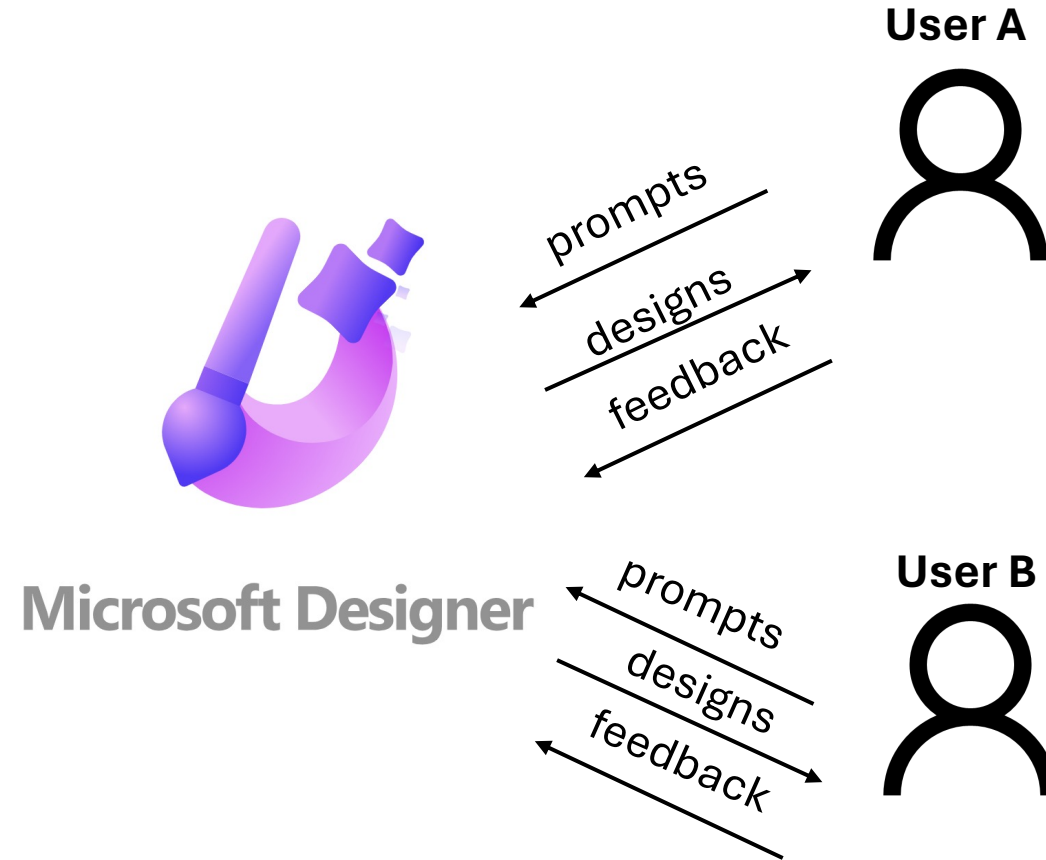 User A
prompts
designs
feedback
Microsoft Designer
User B
prompts
designs
feedback